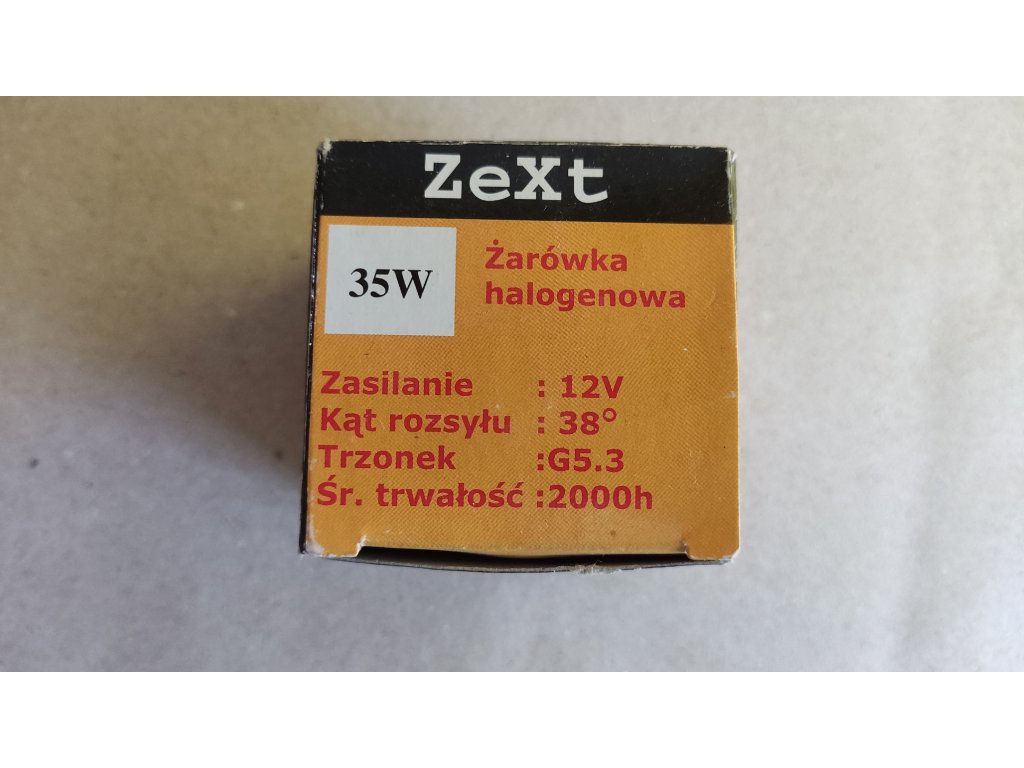 ZeXt
35W
Żarówka
halogenowa
Zasilanie : 12V
Kąt rozsyłu : 38°
Trzonek :G5.3
Śr. trwałość :2000h